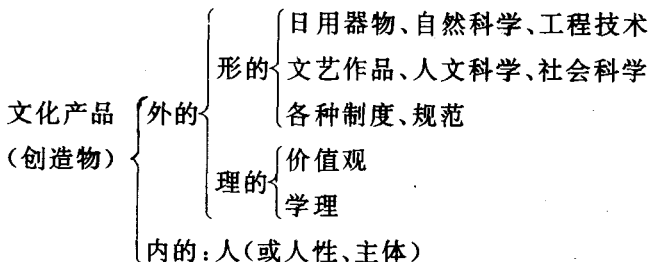 日用器物、自然科学、工程技术
形的
文艺作品、人文科学、社会科学
文化产品
外的
各种制度、规范
（创造物）
价值观
理的
学理
内的：人（或人性、主体）